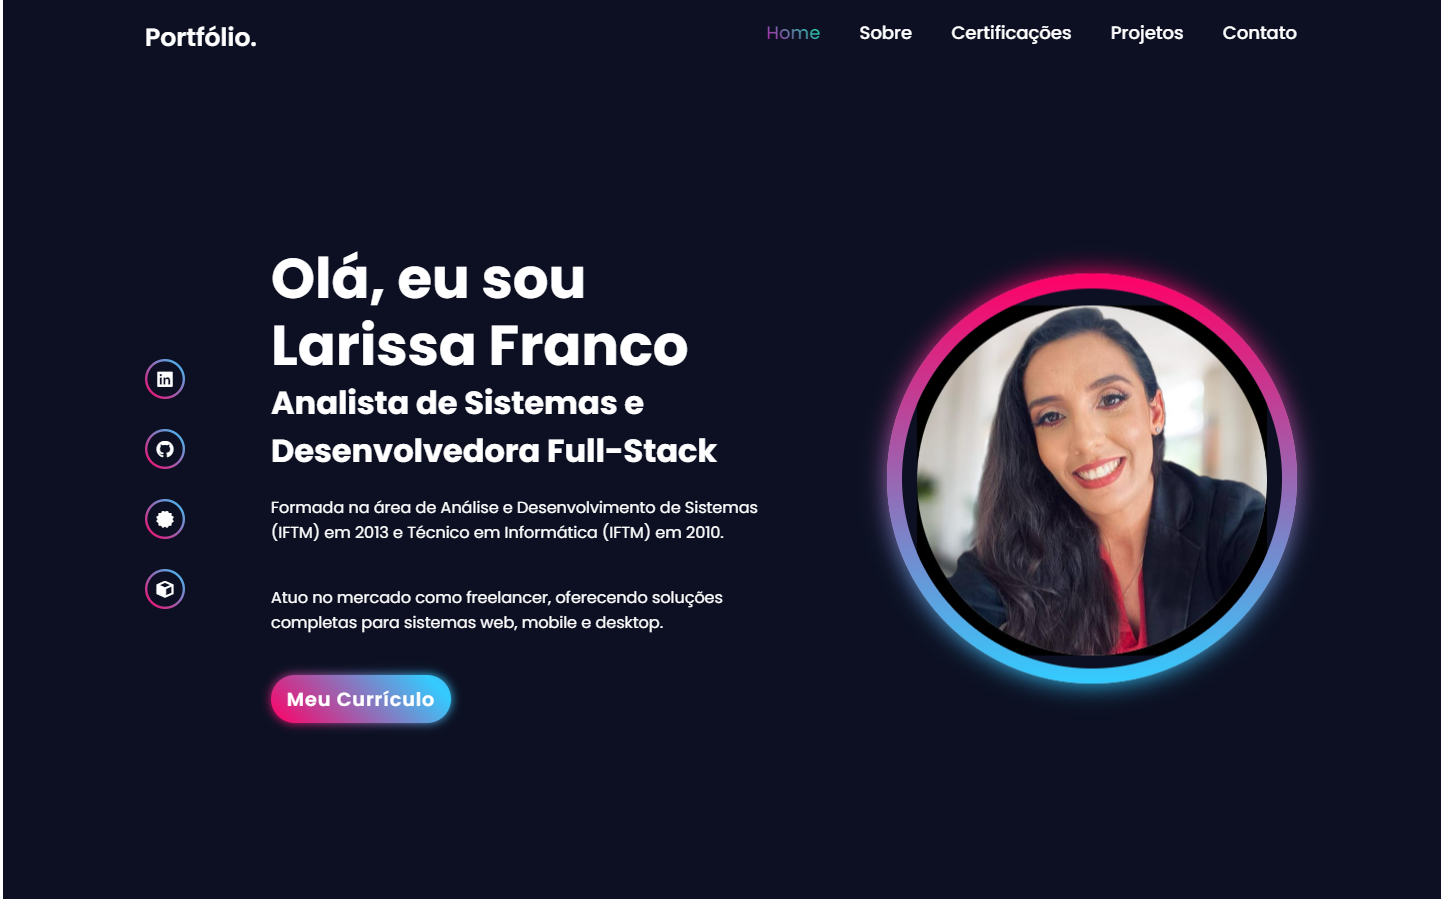 Portfólio.
Home Sobre Certificações Projetos Contato
Olá, eu sou
Larissa Franco
Analista de Sistemas e
Desenvolvedora Full-Stack
Formada na área de Análise e Desenvolvimento de Sistemas
(IFTM) em 2013 e Técnico em Informática (IFTM) em 2010.
Atuo no mercado como freelancer, oferecendo soluções
completas para sistemas web, mobile e desktop.
Meu Currículo